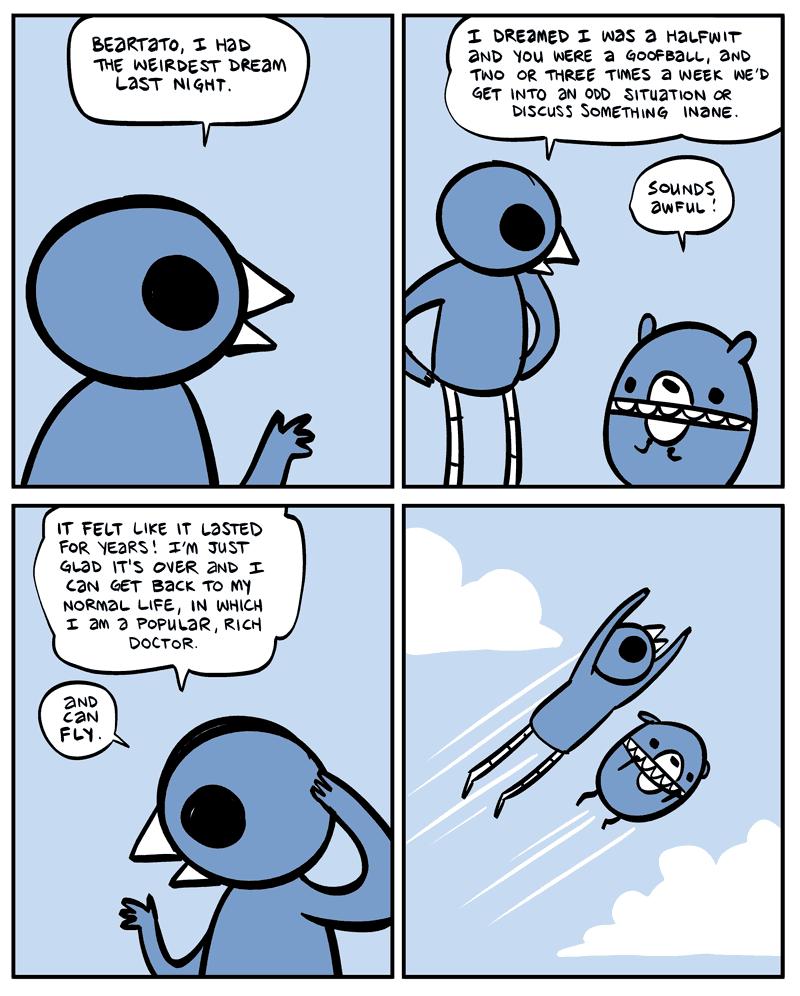 BEARTATO, I HAD
THE WEIRDEST DREAM
LAST NIGHT.
I DREAMED I WAS A HALFWIT
AND YOU WERE A GOOFBALL, AND
TWO OR THREE TIMES A WEEK WE'D
GET INTO AN ODD SITUATION OR
DISCUSS SOMETHING INANE.
SOUNDS
AWFUL!
IT FELT LIKE IT LASTED
FOR YEARS! I'M JUST
GLAD IT'S OVER AND I
CAN GET BACK TO MY
NORMAL LIFE, IN WHICH
I AM A POPULAR, RICH
DOCTOR.
AND
CAN
FLY.